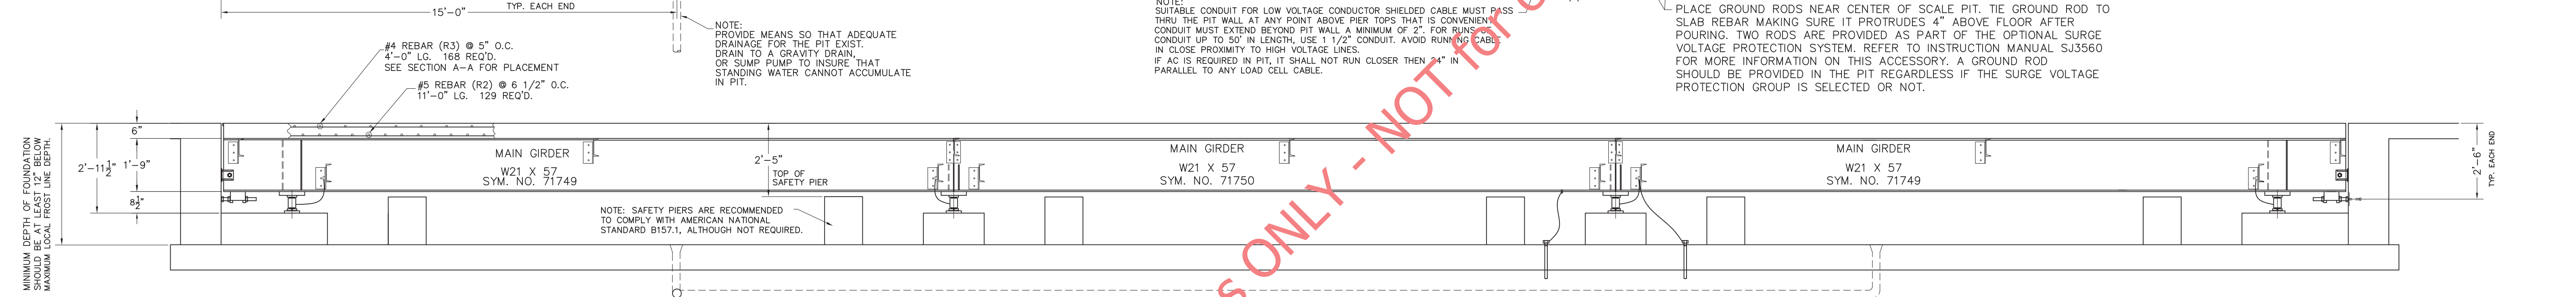 15'-0"
TYP. EACH END
NOTE:
PROVIDE MEANS SO THAT ADEQUATE
DRAINAGE FOR THE PIT EXIST.
DRAIN TO A GRAVITY DRAIN,
OR SUMP PUMP TO INSURE THAT
STANDING WATER CANNOT ACCUMULATE
IN PIT.
#4 REBAR (R3) @ 5" O.C.
4'-0" LG. 168 REQ'D.
SEE SECTION A-A FOR PLACEMENT
#5 REBAR (R2) @ 6 1/2" O.C.
11'-0" LG. 129 REQ'D.
NOTE:
SUITABLE CONDUIT FOR LOW VOLTAGE CONDUCTOR SHIELDED CABLE MUST PASS
THRU THE PIT WALL AT ANY POINT ABOVE PIER TOPS THAT IS CONVENIENT.
CONDUIT MUST EXTEND BEYOND PIT WALL A MINIMUM OF 2". FOR RUNS OF
CONDUIT UP TO 50' IN LENGTH, USE 1 1/2" CONDUIT. AVOID RUNNING CABLE
IN CLOSE PROXIMITY TO HIGH VOLTAGE LINES.
IF AC IS REQUIRED IN PIT, IT SHALL NOT RUN CLOSER THEN 24" IN
PARALLEL TO ANY LOAD CELL CABLE.
PLACE GROUND RODS NEAR CENTER OF SCALE PIT. TIE GROUND ROD TO
SLAB REBAR MAKING SURE IT PROTRUDES 4" ABOVE FLOOR AFTER
POURING. TWO RODS ARE PROVIDED AS PART OF THE OPTIONAL SURGE
VOLTAGE PROTECTION SYSTEM. REFER TO INSTRUCTION MANUAL SJ3560
FOR MORE INFORMATION ON THIS ACCESSORY. A GROUND ROD
SHOULD BE PROVIDED IN THE PIT REGARDLESS IF THE SURGE VOLTAGE
PROTECTION GROUP IS SELECTED OR NOT.
MINIMUM DEPTH OF FOUNDATION
SHOULD BE AT LEAST 12" BELOW
MAXIMUM LOCAL FROST LINE DEPTH.
2'-11 1/2"
6"
1'-9"
8 1/2"
MAIN GIRDER
W21 X 57
SYM. NO. 71749
2'-5"
TOP OF
SAFETY PIER
NOTE: SAFETY PIERS ARE RECOMMENDED
TO COMPLY WITH AMERICAN NATIONAL
STANDARD B157.1, ALTHOUGH NOT REQUIRED.
MAIN GIRDER
W21 X 57
SYM. NO. 71750
MAIN GIRDER
W21 X 57
SYM. NO. 71749
2'-6"
TYP. EACH END
s ONLY - NOT for